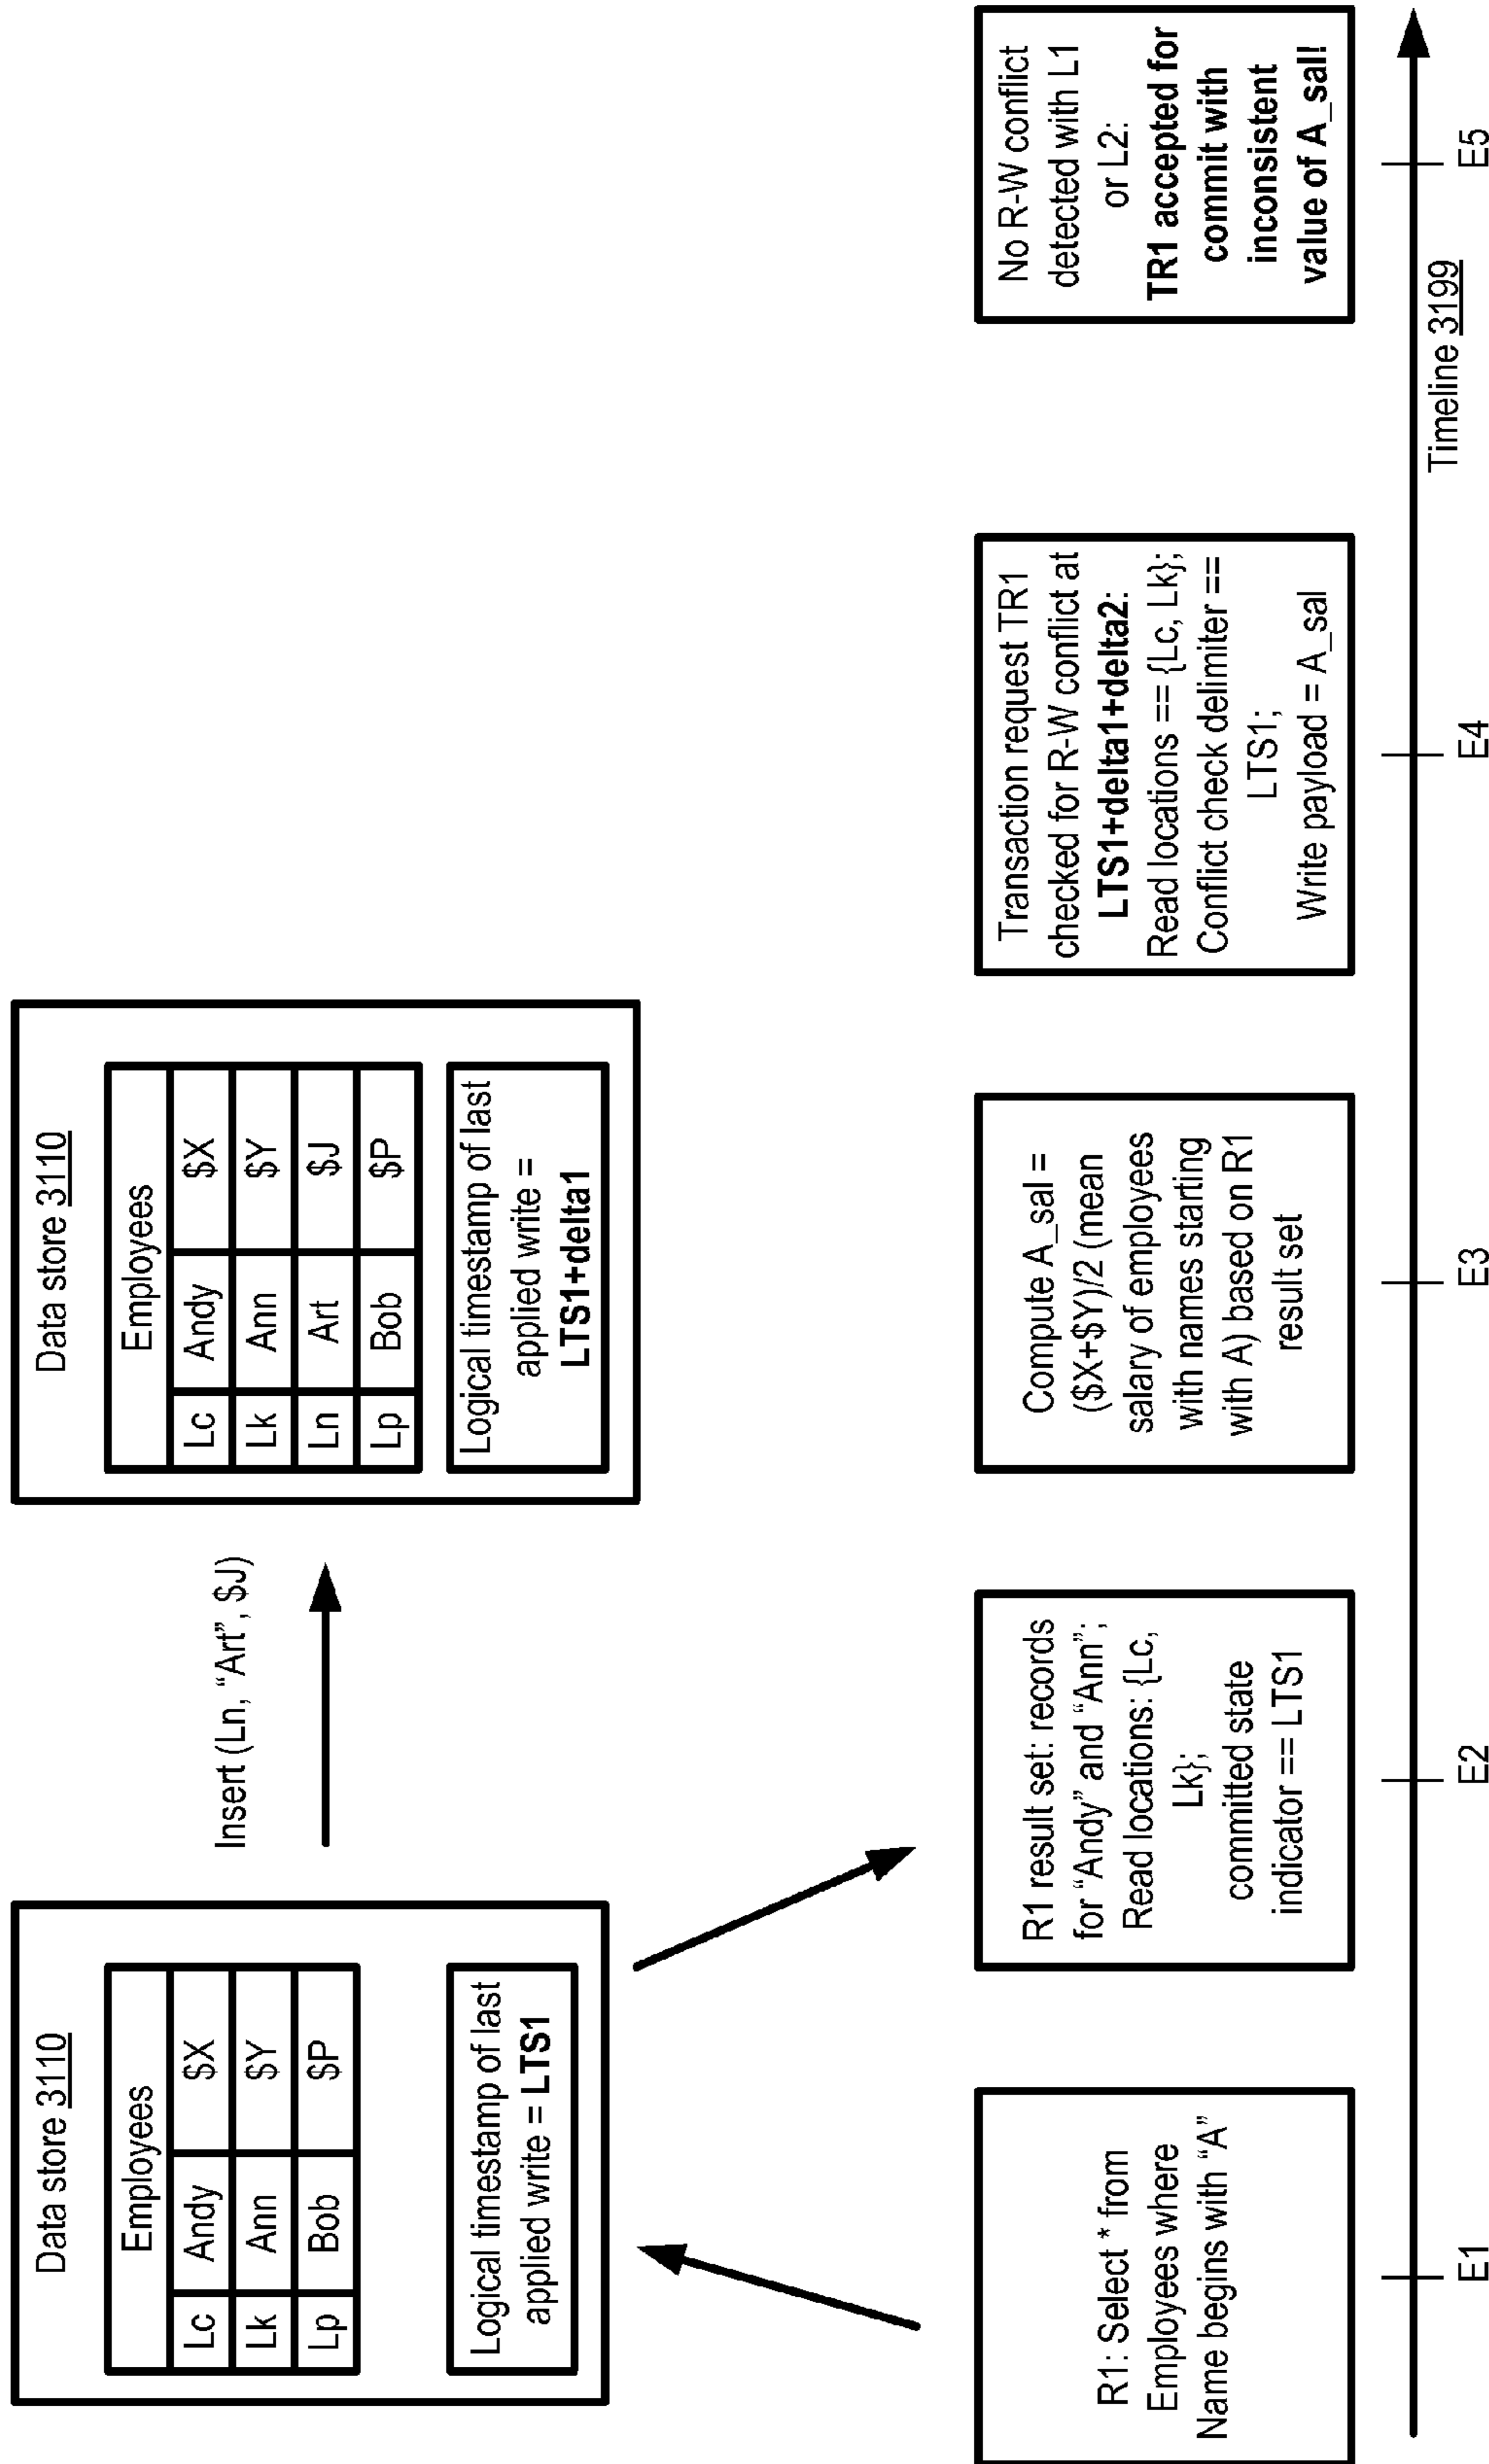 Data store 3110
Employees
Lc Andy $X
Lk Ann $Y
Lp Bob $P
Logical timestamp of last
applied write = LTS1
Insert (Ln, “Art”, $J)
Data store 3110
Employees
Lc Andy $X
Lk Ann $Y
Ln Art $J
Lp Bob $P
Logical timestamp of last
applied write =
LTS1+delta1
R1: Select * from
Employees where
Name begins with “A”
R1 result set: records
for “Andy” and “Ann”;
Read locations: {Lc,
Lk};
committed state
indicator == LTS1
Compute A_sal =
($X+$Y)/2 (mean
salary of employees
with names starting
with A) based on R1
result set
Transaction request TR1
checked for R-W conflict at
LTS1+delta1+delta2:
Read locations == {Lc, Lk};
Conflict check delimiter ==
LTS1;
Write payload = A_sal
No R-W conflict
detected with L1
or L2:
TR1 accepted for
commit with
inconsistent
value of A_sal!
Timeline 3199
E1
E2
E3
E4
E5